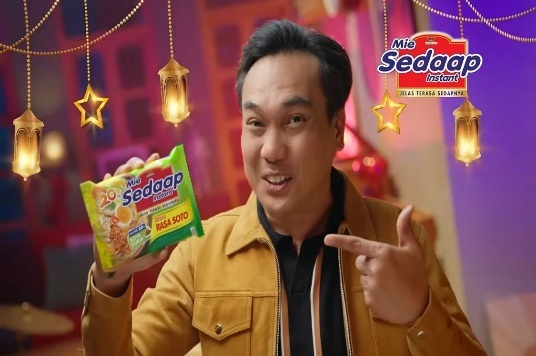 Mie
Sedaap
Instant
JELAS TERASA SEDAPNYA
20
Mie
Sedaap
Instant
RASA SOTO